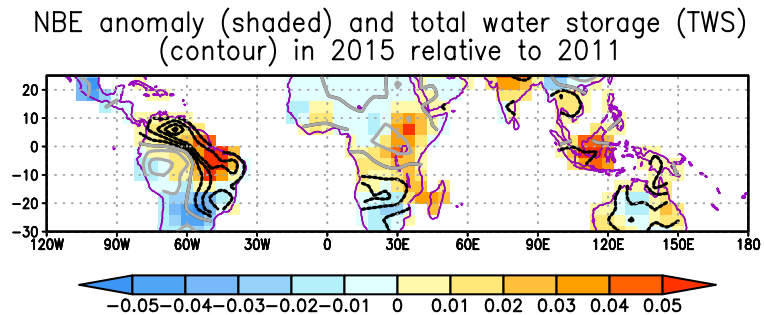 NBE anomaly (shaded) and total water storage (TWS)
(contour) in 2015 relative to 2011
20
10
0
−10
−20
−30
120W 90W 60W 30W 0 30E 60E 90E 120E 150E 180
−0.05 −0.04 −0.03 −0.02 −0.01 0 0.01 0.02 0.03 0.04 0.05